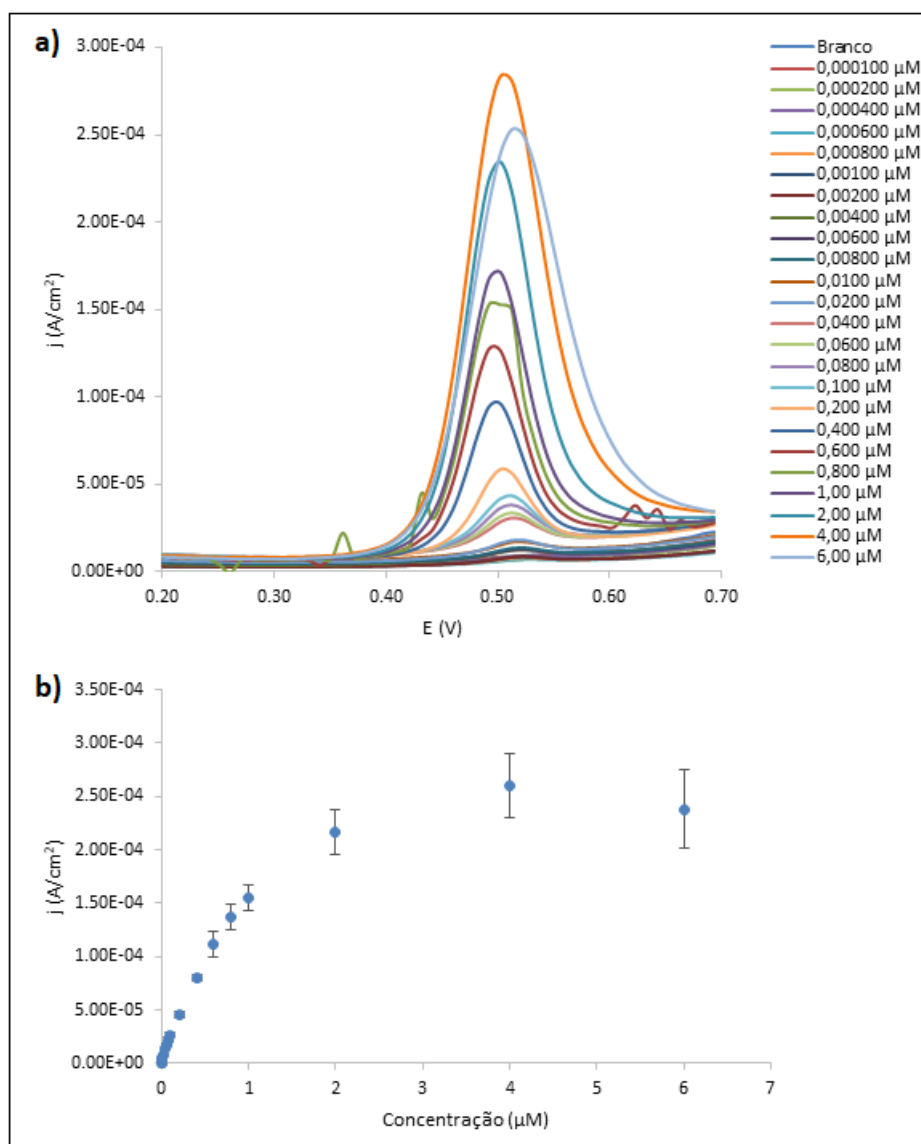 a)
3.00E-04
2.50E-04
2.00E-04
1.50E-04
1.00E-04
5.00E-05
0.00E+00
j (A/cm²)
0.20 0.30 0.40 0.50 0.60 0.70
E (V)
Branco
0,000100 µM
0,000200 µM
0,000400 µM
0,000600 µM
0,000800 µM
0,00100 µM
0,00200 µM
0,00400 µM
0,00600 µM
0,00800 µM
0,0100 µM
0,0200 µM
0,0400 µM
0,0600 µM
0,0800 µM
0,100 µM
0,200 µM
0,400 µM
0,600 µM
0,800 µM
1,00 µM
2,00 µM
4,00 µM
6,00 µM
b)
3.50E-04
3.00E-04
2.50E-04
2.00E-04
1.50E-04
1.00E-04
5.00E-05
0.00E+00
j (A/cm²)
0 1 2 3 4 5 6 7
Concentração (µM)